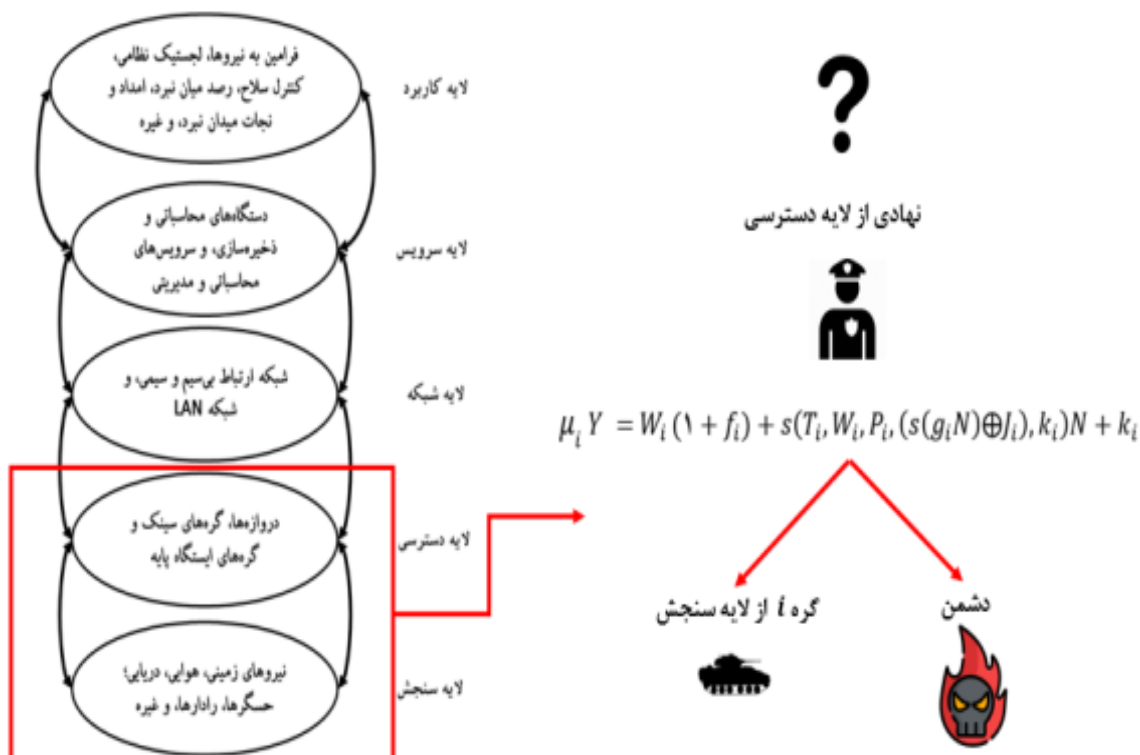 فرامین به نیروها، لجستیک نظامی،
کنترل سلاح، رصد میان نبرد، امداد و
نجات میدان نبرد، و غیره
لایه کاربرد
دستگاه‌های محاسباتی و
ذخیره‌سازی، و سرویس‌های
محاسباتی و مدیریتی
لایه سرویس
شبکه ارتباط بی‌سیم و سیمی، و
شبکه LAN
لایه شبکه
دروازه‌ها، گره‌های سینک و
گره‌های ایستگاه پایه
لایه دسترسی
نیروهای زمینی، هوایی، دریایی؛
حسگرها، رادارها، و غیره
لایه سنجش
?
نهادی از لایه دسترسی
μ_i Y = W_i (۱ + f_i) + s(T_i, W_i, P_i, (s(g_i N)⊕J_i), k_i)N + k_i
گره i از لایه سنجش
دشمن